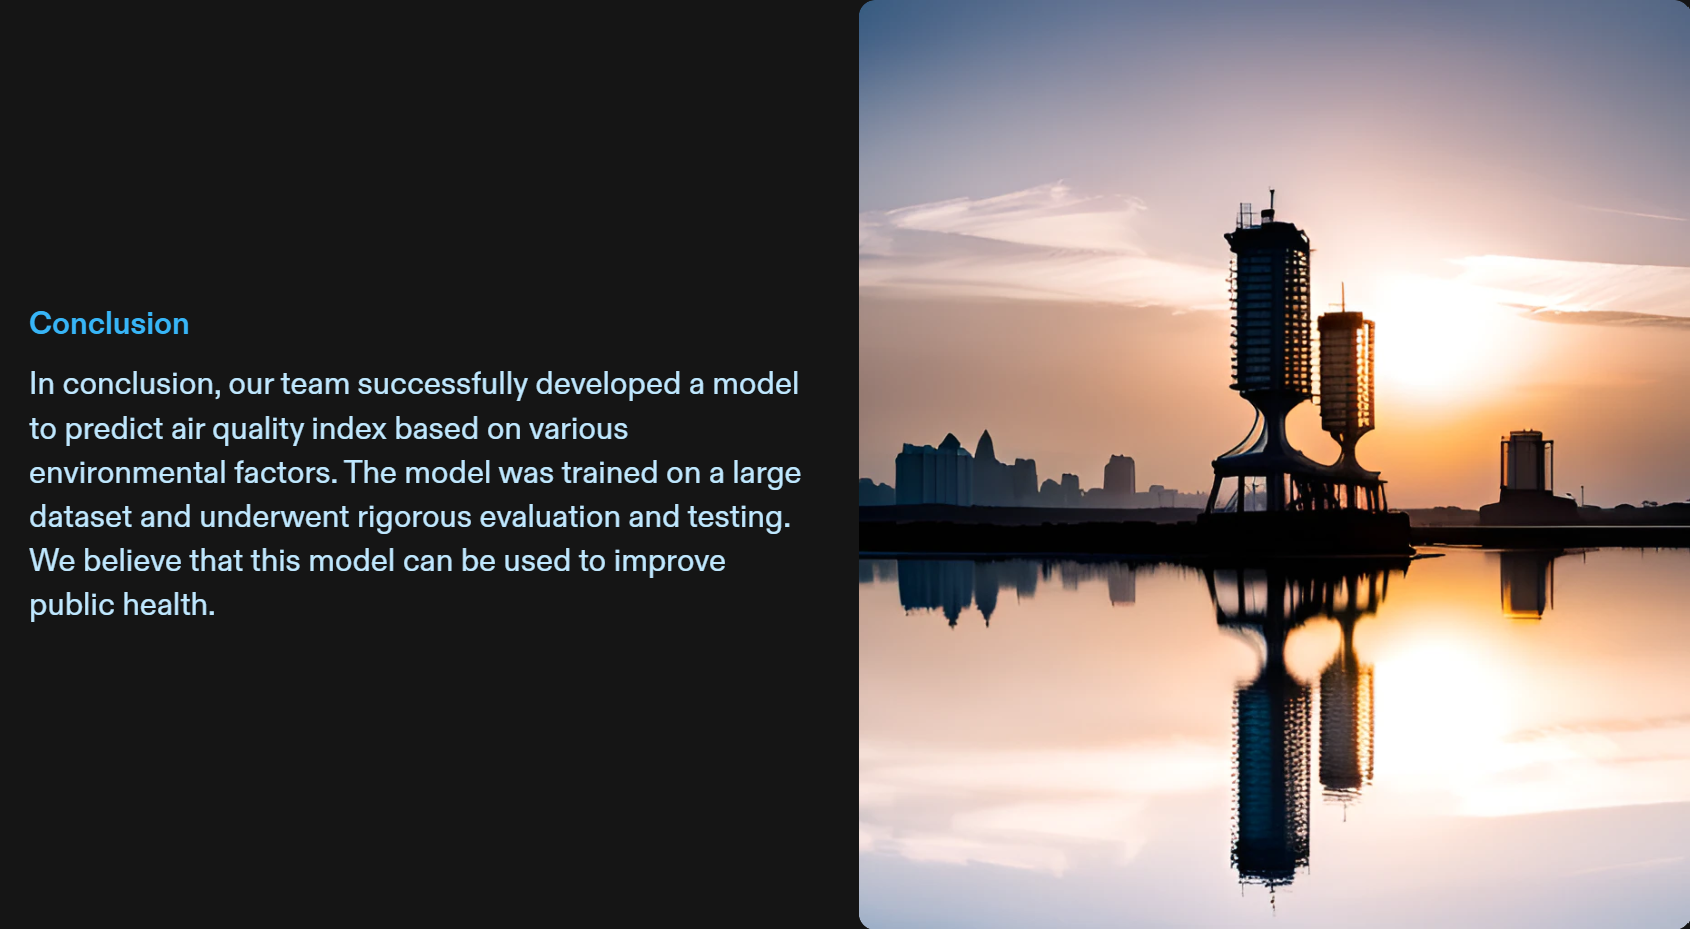 Conclusion
In conclusion, our team successfully developed a model
to predict air quality index based on various
environmental factors. The model was trained on a large
dataset and underwent rigorous evaluation and testing.
We believe that this model can be used to improve
public health.